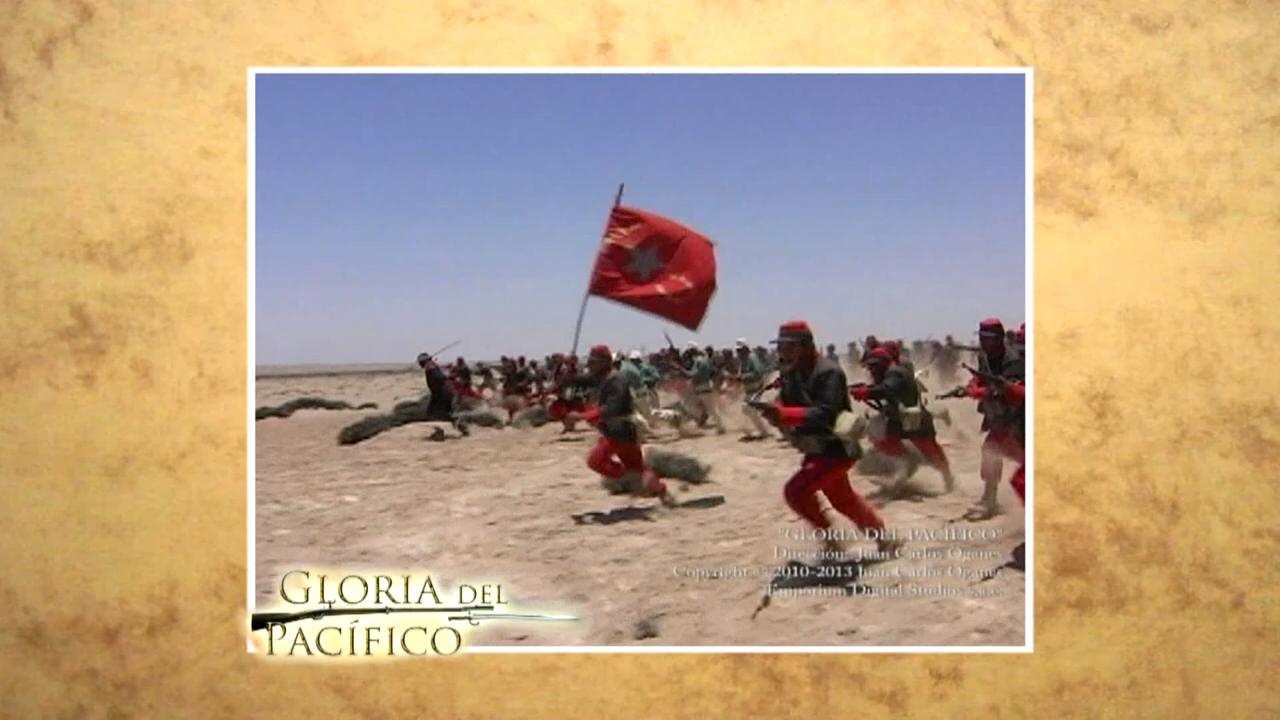 "GLORIA DEL PACÍFICO"
Dirección: Juan Carlos Oganes
Copyright © 2010-2013 Juan Carlos Oganes
Emporium Digital Studios s.a.c.
GLORIA DEL
PACÍFICO